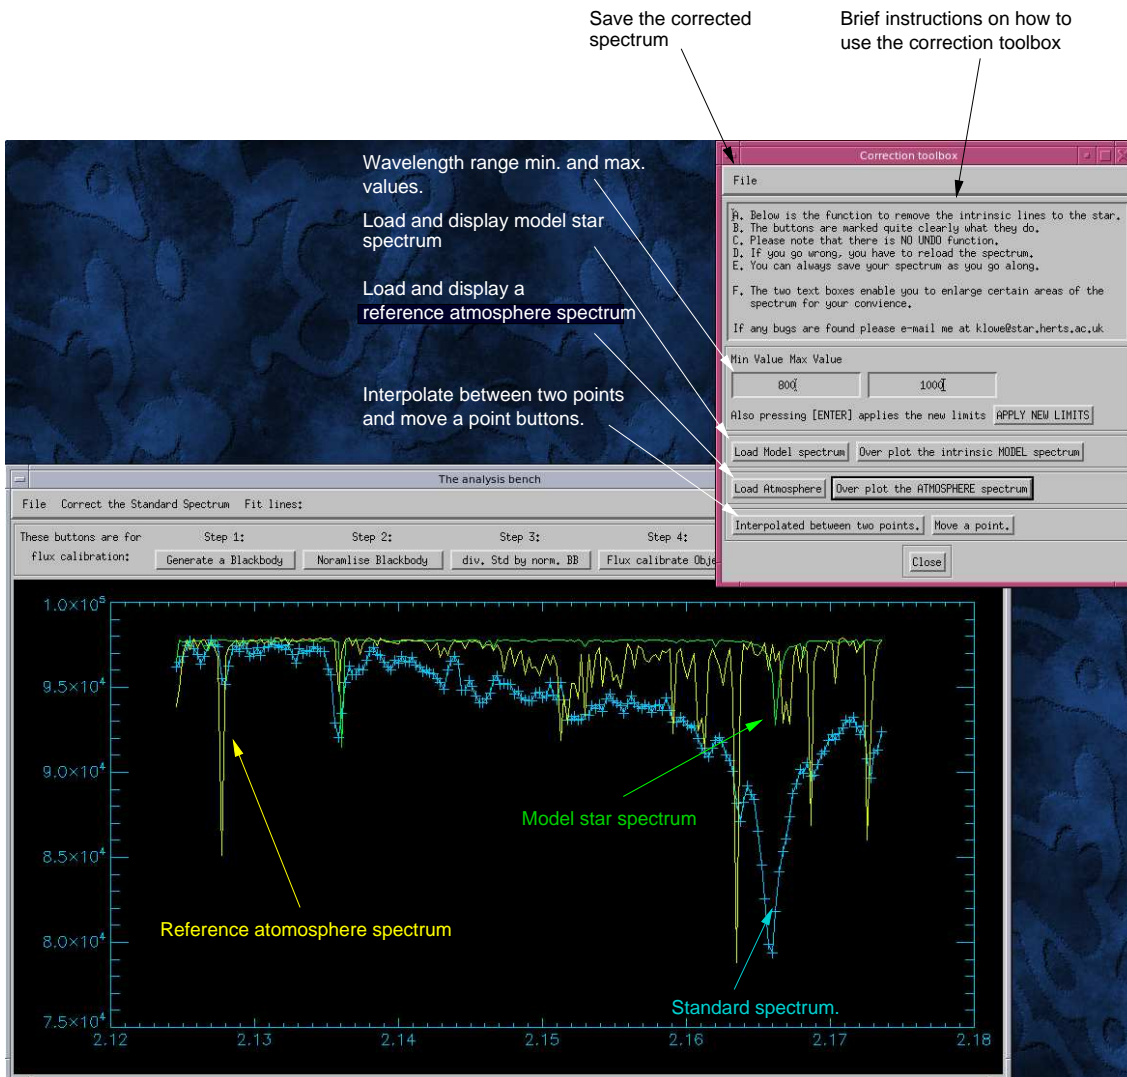 Save the corrected
spectrum
Brief instructions on how to
use the correction toolbox
Wavelength range min. and max.
values.
Load and display model star
spectrum
Load and display a
reference atmosphere spectrum
Interpolate between two points
and move a point buttons.
Correction toolbox
File
A. Below is the function to remove the intrinsic lines to the star.
B. The buttons are marked quite clearly what they do.
C. Please note that there is NO UNDO function.
D. If you go wrong, you have to reload the spectrum.
E. You can always save your spectrum as you go along.
F. The two text boxes enable you to enlarge certain areas of the
spectrum for your convience.
If any bugs are found please e-mail me at klowe@star.herts.ac.uk
Min Value Max Value
800 1000
Also pressing [ENTER] applies the new limits APPLY NEW LIMITS
Load Model spectrum Over plot the intrinsic MODEL spectrum
Load Atmosphere Over plot the ATMOSPHERE spectrum
Interpolated between two points. Move a point.
Close
The analysis bench
File Correct the Standard Spectrum Fit lines:
These buttons are for
flux calibration:
Step 1: Step 2: Step 3: Step 4:
Generate a Blackbody Noramlise Blackbody div. Std by norm. BB Flux calibrate Obje
1.0×10⁵
9.5×10⁴
9.0×10⁴
8.5×10⁴
8.0×10⁴
7.5×10⁴
Model star spectrum
Reference atomosphere spectrum
Standard spectrum.
2.12 2.13 2.14 2.15 2.16 2.17 2.18